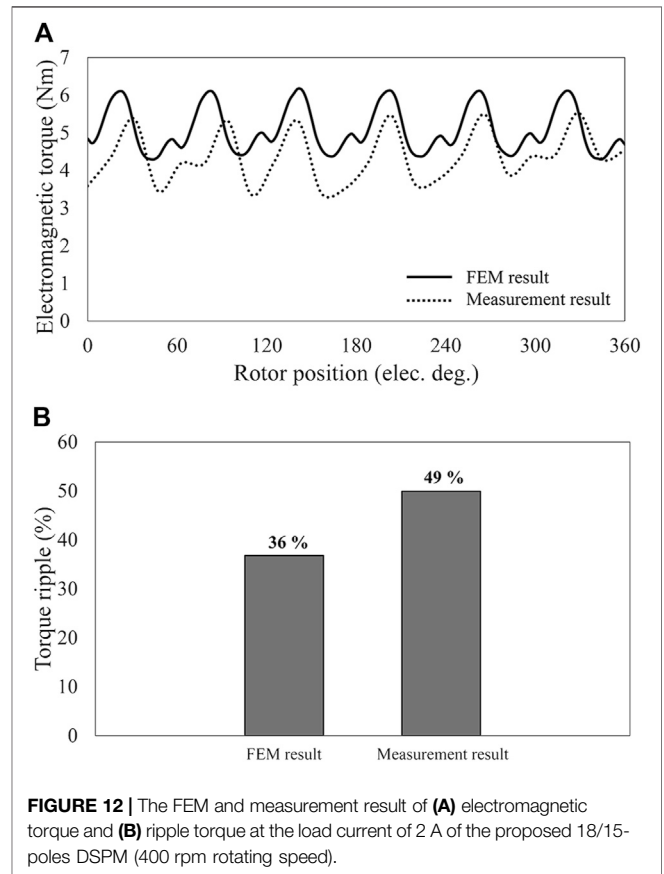 A
Electromagnetic torque (Nm)
7
6
5
4
3
2
1
0
FEM result
Measurement result
0 60 120 180 240 300 360
Rotor position (elec. deg.)
B
Torque ripple (%)
60
50
40
30
20
10
0
36 %
49 %
FEM result
Measurement result
FIGURE 12 | The FEM and measurement result of (A) electromagnetic
torque and (B) ripple torque at the load current of 2 A of the proposed 18/15-
poles DSPM (400 rpm rotating speed).